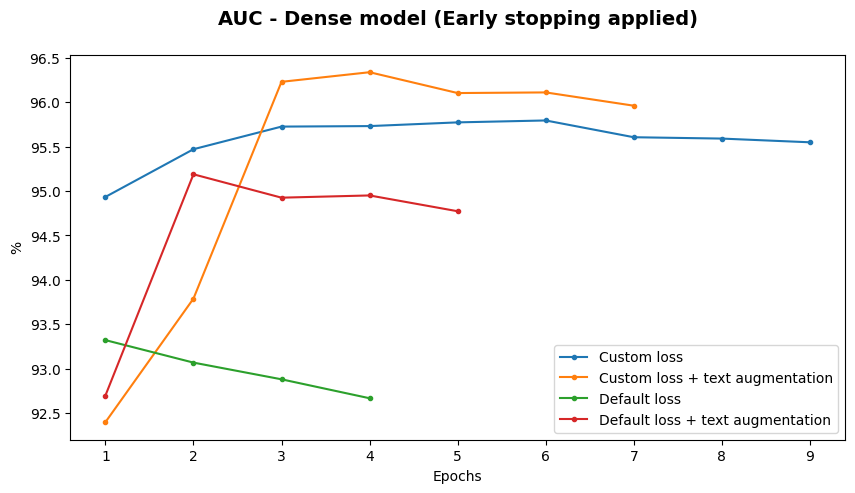 AUC - Dense model (Early stopping applied)
96.5
96.0
95.5
95.0
94.5
94.0
93.5
93.0
92.5
%
1 2 3 4 5 6 7 8 9
Epochs
Custom loss
Custom loss + text augmentation
Default loss
Default loss + text augmentation